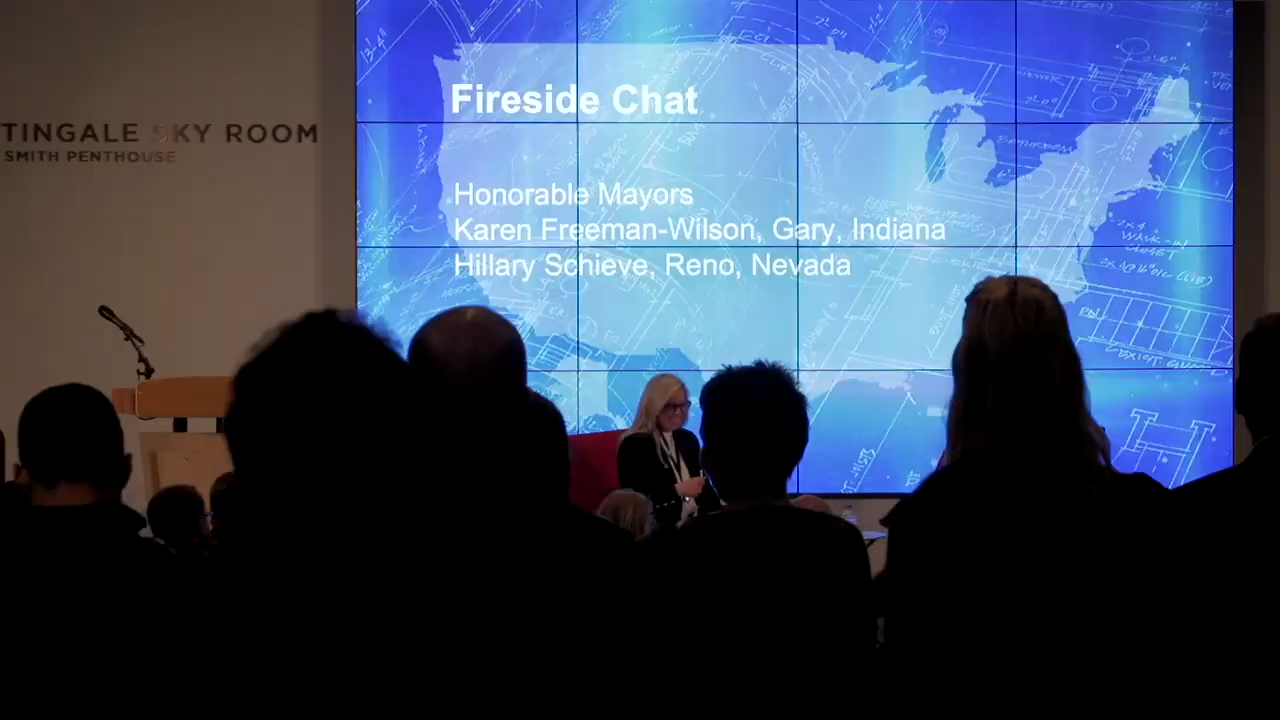 TINGALE SKY ROOM
SMITH PENTHOUSE
Fireside Chat
Honorable Mayors
Karen Freeman-Wilson, Gary, Indiana
Hillary Schieve, Reno, Nevada